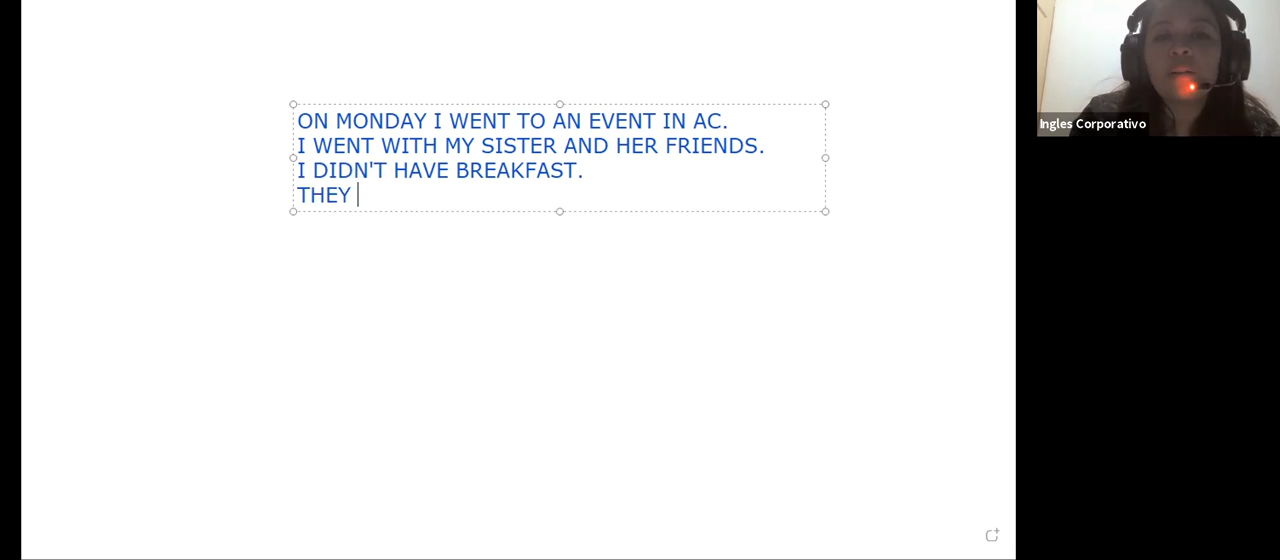 ON MONDAY I WENT TO AN EVENT IN AC.
I WENT WITH MY SISTER AND HER FRIENDS.
I DIDN'T HAVE BREAKFAST.
THEY
Ingles Corporativo